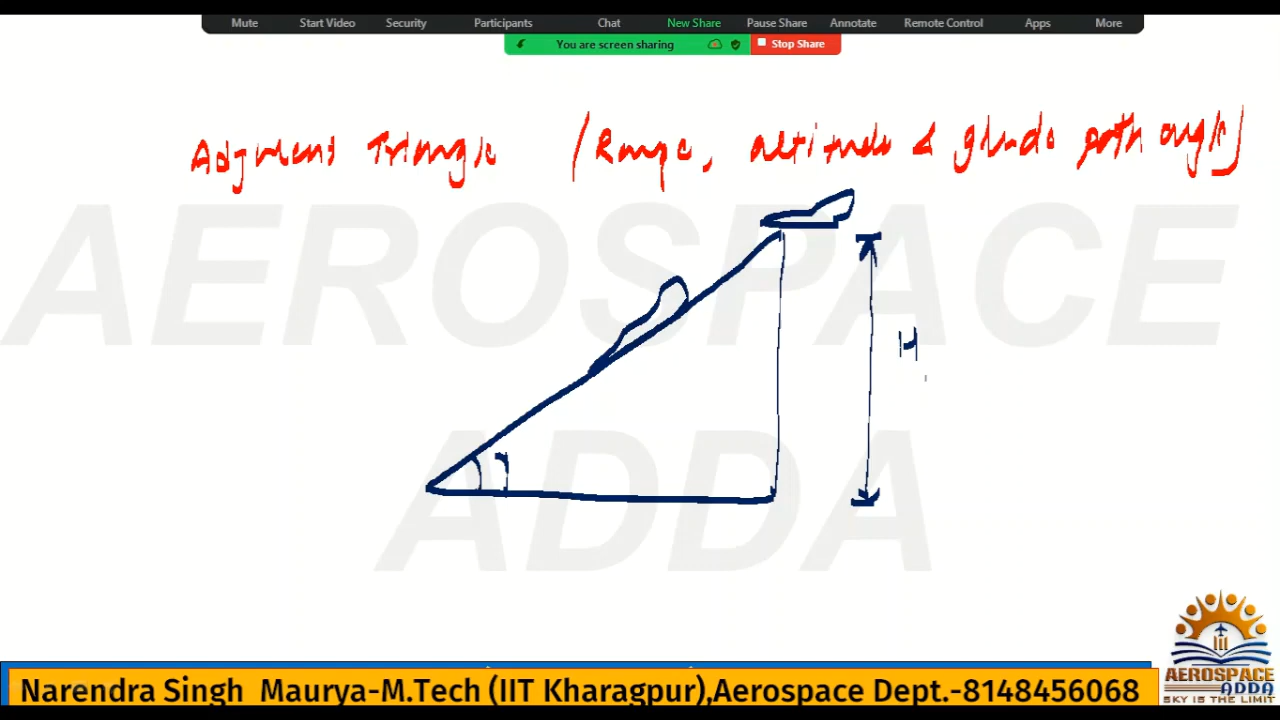 Mute Start Video Security Participants Chat New Share Pause Share Annotate Remote Control Apps More
You are screen sharing Stop Share
Triangle (Range, altitude & glide path angle)
AEROSPACE
H
γ
ADDA
AEROSPACE
ADDA
SKY IS THE LIMIT
Narendra Singh Maurya-M.Tech (IIT Kharagpur),Aerospace Dept.-8148456068